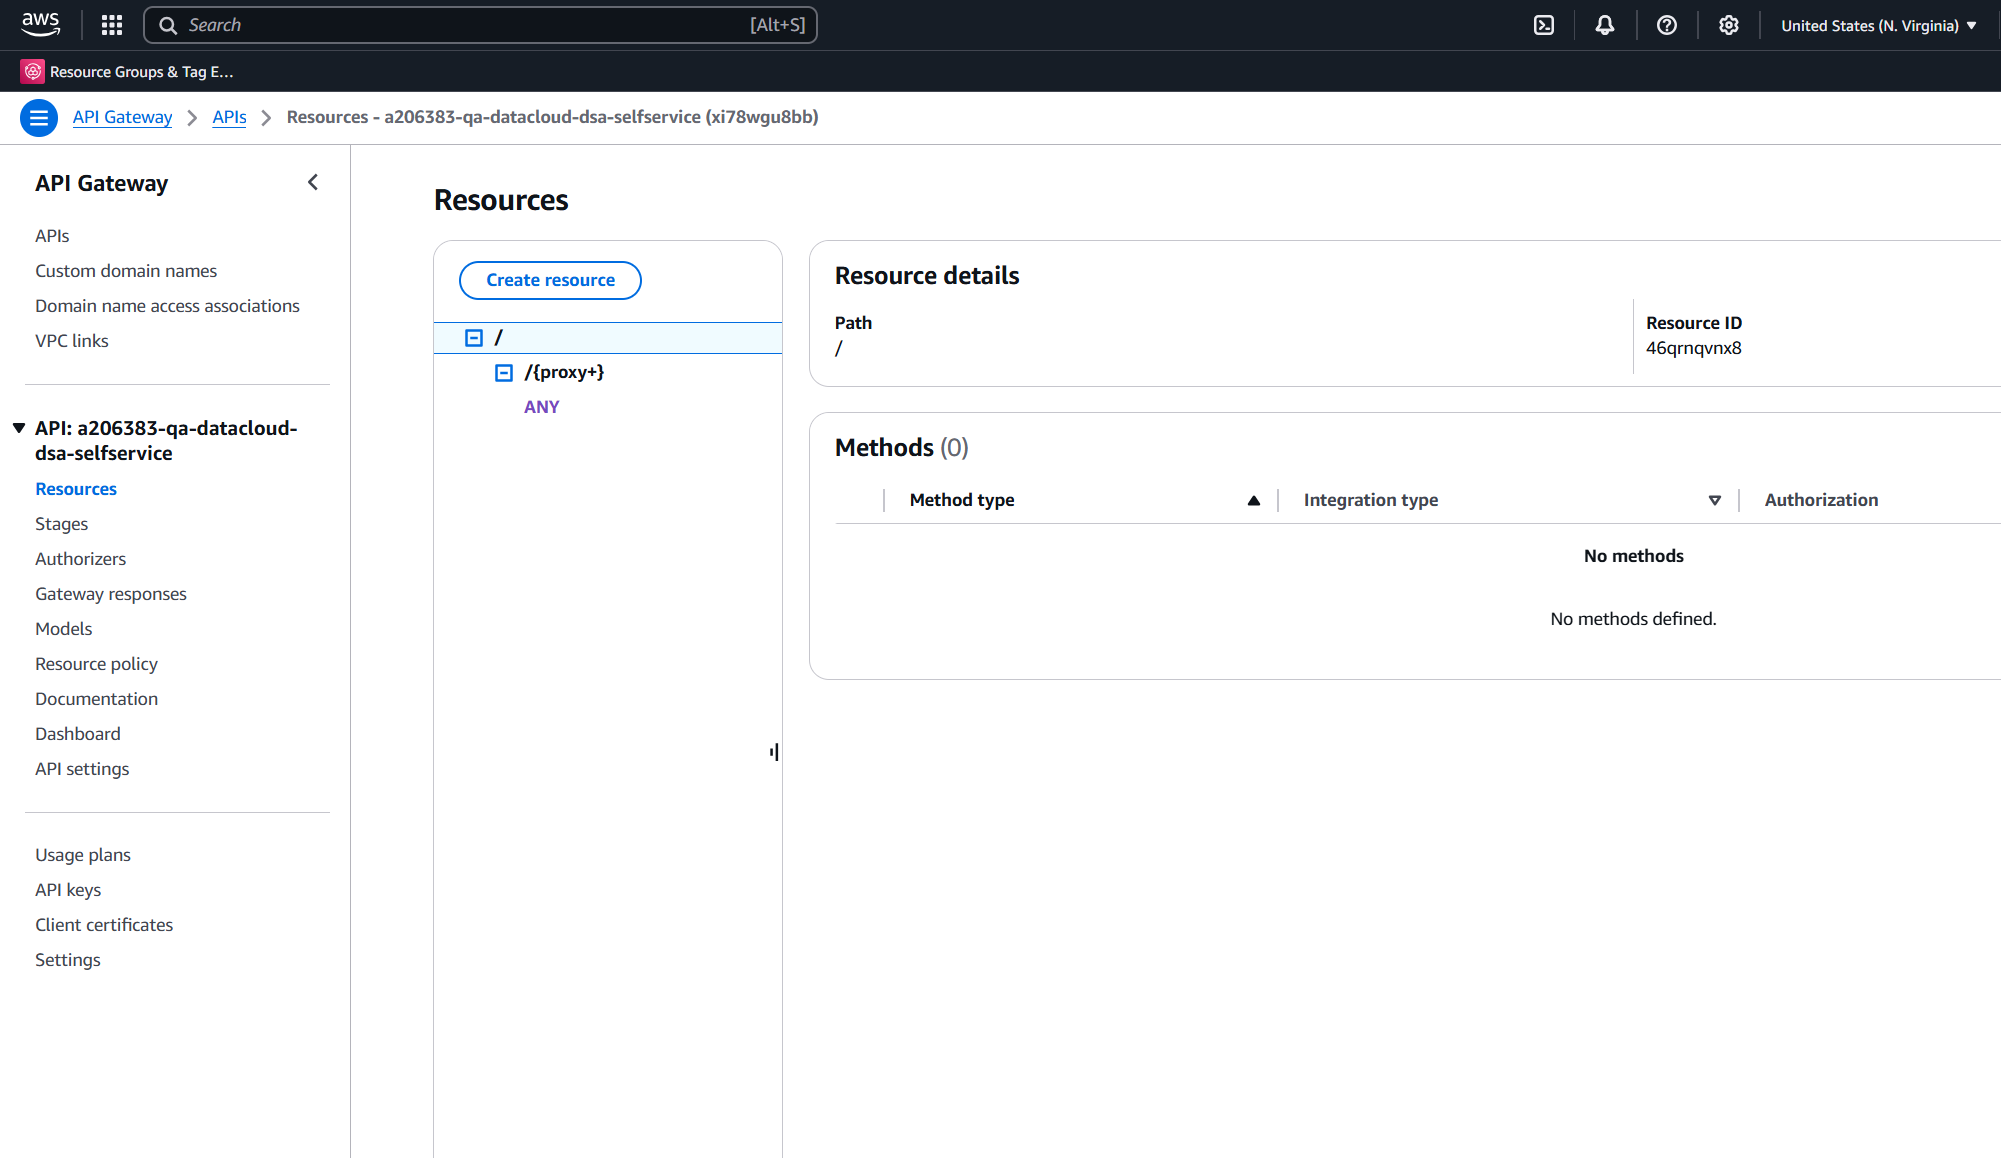 aws
Search
[Alt+S]
United States (N. Virginia)
Resource Groups & Tag E...
API Gateway
APIs
Resources - a206383-qa-datacloud-dsa-selfservice (xi78wgu8bb)
API Gateway
APIs
Custom domain names
Domain name access associations
VPC links
API: a206383-qa-datacloud-
dsa-selfservice
Resources
Stages
Authorizers
Gateway responses
Models
Resource policy
Documentation
Dashboard
API settings
Usage plans
API keys
Client certificates
Settings
Resources
Create resource
/
/{proxy+}
ANY
Resource details
Path
/
Resource ID
46qrnqvnx8
Methods (0)
Method type
Integration type
Authorization
No methods
No methods defined.